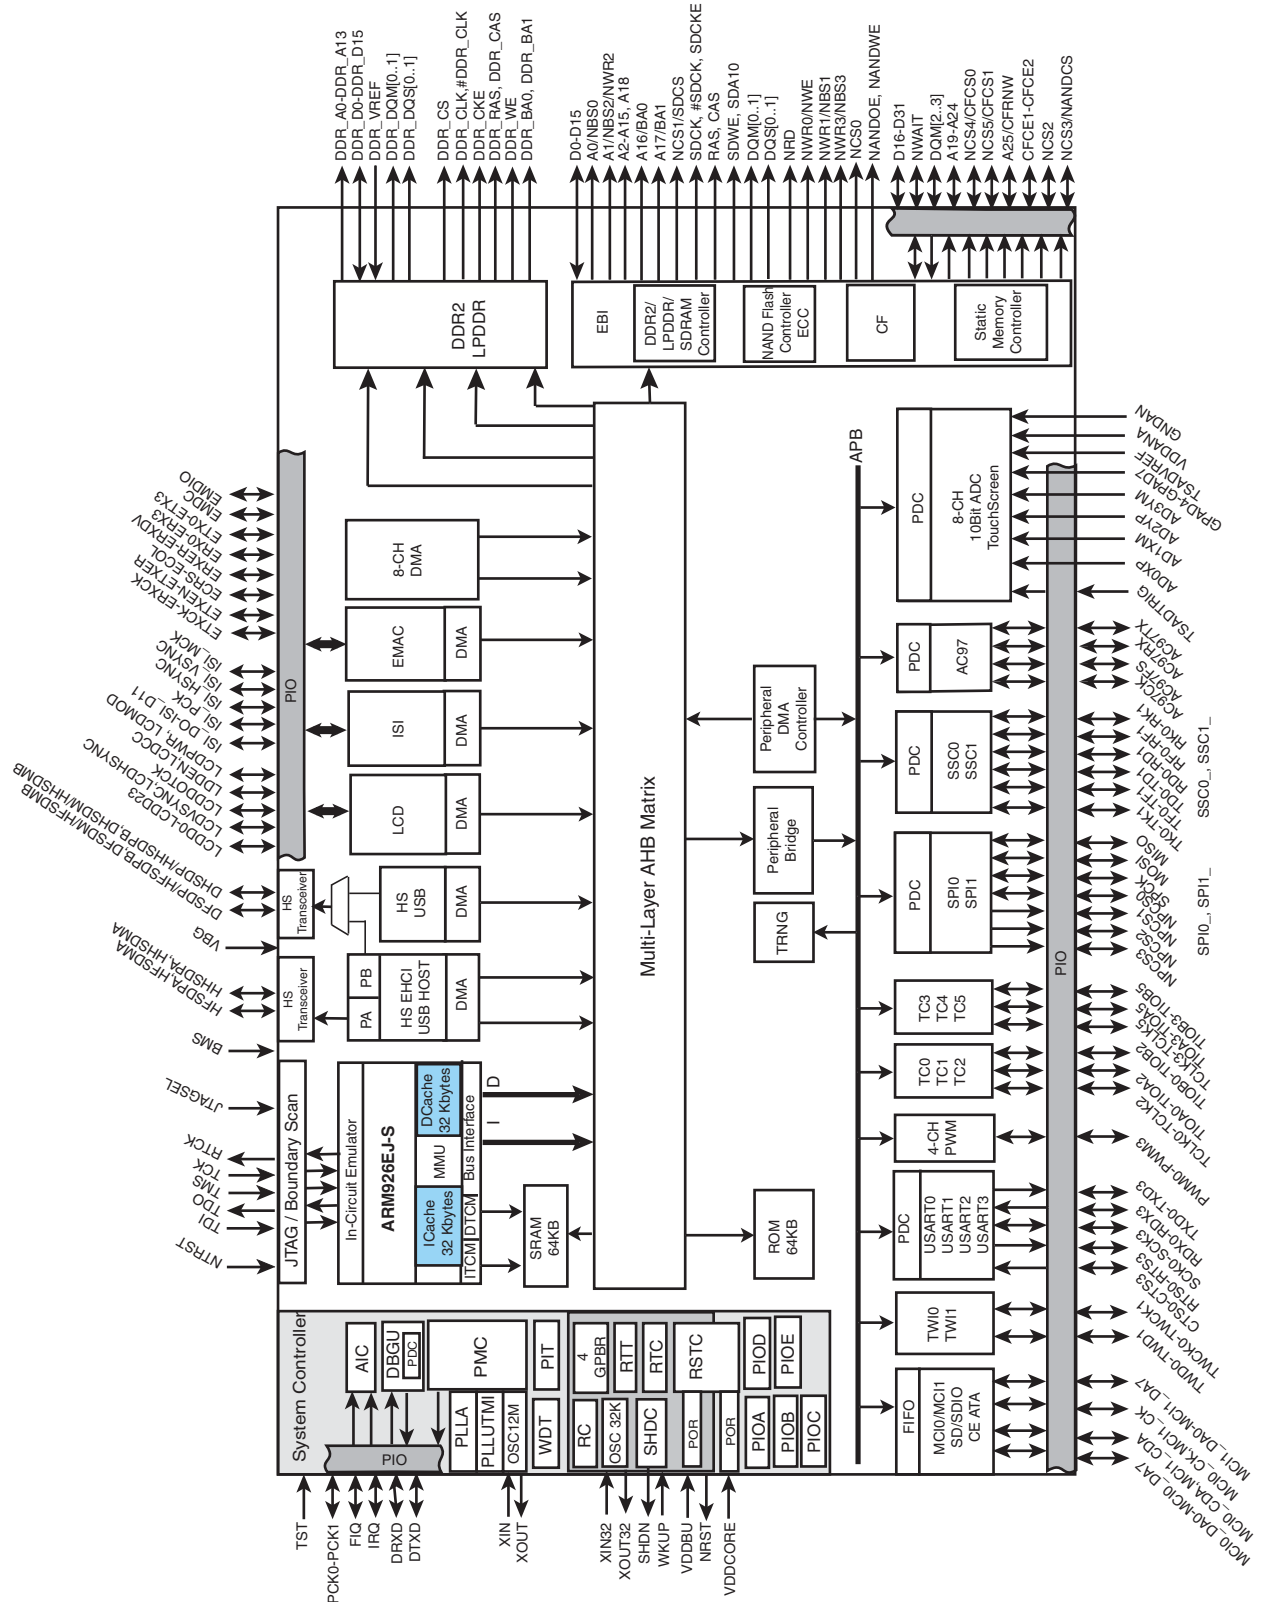 DDR_A0-DDR_A13
DDR_D0-DDR_D15
DDR_VREF
DDR_DQM[0..1]
DDR_DQS[0..1]
DDR_CS
DDR_CLK,#DDR_CLK
DDR_CKE
DDR_RAS, DDR_CAS
DDR_WE
DDR_BA0, DDR_BA1
D0-D15
A0/NBS0
A1/NBS2/NWR2
A2-A15, A18
A16/BA0
A17/BA1
NCS1/SDCS
SDCK, #SDCK, SDCKE
RAS, CAS
SDWE, SDA10
DQM[0..1]
DQS[0..1]
NRD
NWR0/NWE
NWR1/NBS1
NWR3/NBS3
NCS0
NANDOE, NANDWE
D16-D31
NWAIT
DQM[2..3]
A19-A24
NCS4/CFCS0
NCS5/CFCS1
A25/CFRNW
CFCE1-CFCE2
NCS2
NCS3/NANDCS
DDR2
LPDDR
EBI
DDR2/
LPDDR/
SDRAM
Controller
NAND Flash
Controller
ECC
CF
Static
Memory
Controller
EMDIO
EMDC
ETX0-ETX3
ERX0-ERX3
ERXER-ERXDV
ECRS-ECOL
ETXEN-ETXER
ETXCK-ERXCK
ISI_MCK
ISI_VSYNC
ISI_HSYNC
ISI_PCK
ISI_DO-ISI_D11
LCDPWR, LCDMOD
LCDDEN,LCDCC
LCDDOTCK
LCDVSYNC,LCDHSYNC
LCDD0-LCDD23
DHSDP/HHSDPB,DHSDM/HHSDMB
DFSDP/HFSDPB,DFSDM/HFSDMB
VBG
HHSDPA,HHSDMA
HFSDPA,HFSDMA
BMS
JTAGSEL
RTCK
TCK
TMS
TDO
TDI
NTRST
PIO
8-CH
DMA
EMAC
DMA
ISI
DMA
LCD
DMA
HS
Transceiver
HS
USB
DMA
HS
Transceiver
PA
PB
HS EHCI
USB HOST
DMA
JTAG / Boundary Scan
In-Circuit Emulator
ARM926EJ-S
ICache
32 Kbytes
MMU
DCache
32 Kbytes
ITCM
DTCM
Bus Interface
I
D
SRAM
64KB
Multi-Layer AHB Matrix
Peripheral
DMA
Controller
Peripheral
Bridge
TRNG
ROM
64KB
APB
PDC
8-CH
10Bit ADC
TouchScreen
PDC
AC97
PDC
SSC0
SSC1
PDC
SPI0
SPI1
TC3
TC4
TC5
TC0
TC1
TC2
4-CH
PWM
PDC
USART0
USART1
USART2
USART3
TWI0
TWI1
FIFO
MCI0/MCI1
SD/SDIO
CE ATA
PIO
GNDAN
VDDANA
TSADVREF
GPAD4-GPAD7
AD3YM
AD2YP
AD1XM
AD0XP
TSADTRIG
AC97TX
AC97RX
AC97FS
AC97CK
RK0-RK1
RF0-RF1
RD0-RD1
TD0-TD1
TF0-TF1
TK0-TK1
SSC0_, SSC1_
MISO
MOSI
SPCK
NPCS0
NPCS1
NPCS2
NPCS3
SPI0_, SPI1_
TIOB3-TIOB5
TIOA3-TIOA5
TCLK3-TCLK5
TIOB0-TIOB2
TIOA0-TIOA2
TCLK0-TCLK2
PWM0-PWM3
TXD0-TXD3
RDX0-RDX3
SCK0-SCK3
RTS0-RTS3
CTS0-CTS3
TWCK0-TWCK1
TWD0-TWD1
MCI1_DA0-MCI1_DA7
MCI0_CK,MCI1_CK
MCI0_CDA,MCI1_CDA
MCI0_DA0-MCI0_DA7
System Controller
AIC
DBGU
PDC
PMC
PIO
PLLA
PLLUTMI
OSC12M
PIT
WDT
4
GPBR
RTT
RTC
RSTC
RC
OSC 32K
SHDC
POR
POR
PIOD
PIOE
PIOA
PIOB
PIOC
TST
PCK0-PCK1
FIQ
IRQ
DRXD
DTXD
XIN
XOUT
XIN32
XOUT32
SHDN
WKUP
VDDBU
NRST
VDDCORE